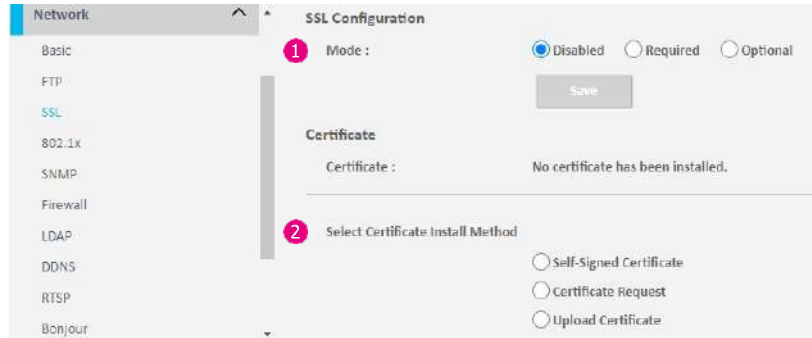 Network
Basic
FTP
SSL
802.1x
SNMP
Firewall
LDAP
DDNS
RTSP
Bonjour
SSL Configuration
1 Mode : Disabled Required Optional
Save
Certificate
Certificate : No certificate has been installed.
2 Select Certificate Install Method
Self-Signed Certificate
Certificate Request
Upload Certificate